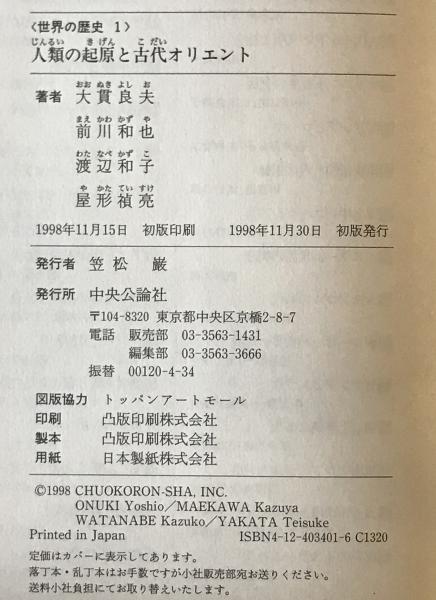 〈世界の歴史 1〉
じんるい きげん こだい
人類の起原と古代オリエント
おお ぬき よし お
著者 大貫良夫
まえ かわ かず や
前川和也
わた なべ かず こ
渡辺和子
や かた てい すけ
屋形禎亮
1998年11月15日 初版印刷 1998年11月30日 初版発行
発行者 笠松 巌
発行所 中央公論社
〒104-8320 東京都中央区京橋2-8-7
電話 販売部 03-3563-1431
編集部 03-3563-3666
振替 00120-4-34
図版協力 トッパンアートモール
印刷 凸版印刷株式会社
製本 凸版印刷株式会社
用紙 日本製紙株式会社
©1998 CHUOKORON-SHA, INC.
ONUKI Yoshio/MAEKAWA Kazuya
WATANABE Kazuko/YAKATA Teisuke
Printed in Japan ISBN4-12-403401-6 C1320
定価はカバーに表示してあります。
落丁本・乱丁本はお手数ですが小社販売部宛お送りください。
送料小社負担にてお取り替えいたします。